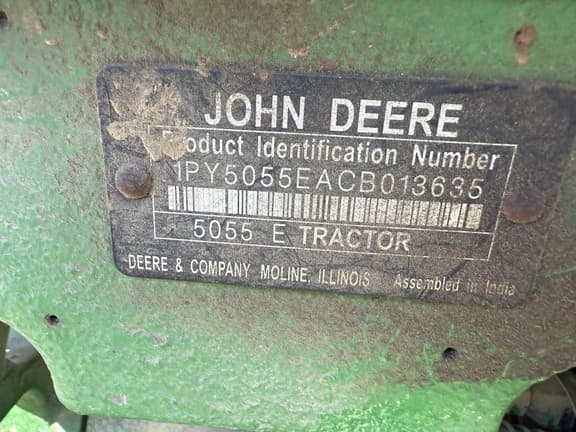 JOHN DEERE
Product Identification Number
1PY5055EACB013635
5055 E TRACTOR
DEERE & COMPANY MOLINE, ILLINOIS Assembled in India